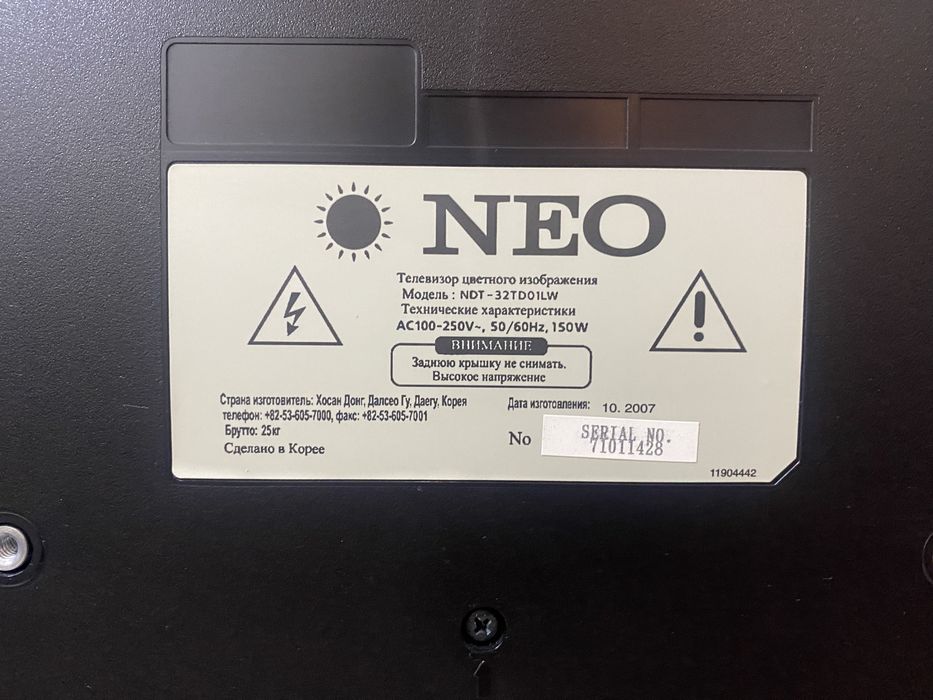 NEO
Телевизор цветного изображения
Модель : NDT-32TD01LW
Технические характеристики
AC100-250V~, 50/60Hz, 150W
ВНИМАНИЕ
Заднюю крышку не снимать.
Высокое напряжение
Страна изготовитель: Хосан Донг, Далсео Гу, Даегу, Корея
телефон: +82-53-605-7000, факс: +82-53-605-7001
Брутто: 25кг
Сделано в Корее
Дата изготовления: 10. 2007
No SERIAL NO.
71011428
11904442